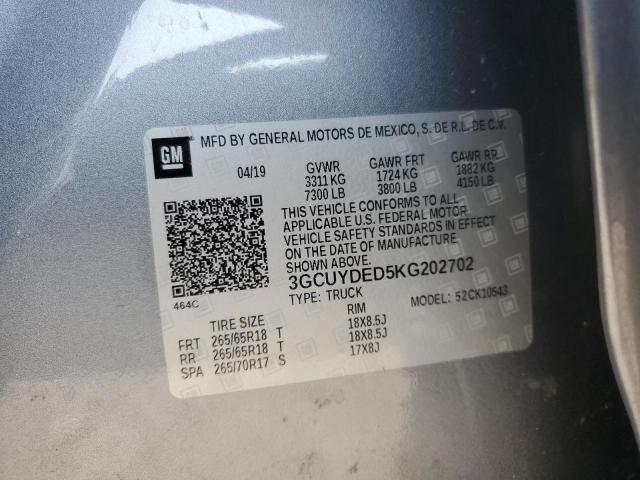 GM
MFD BY GENERAL MOTORS DE MEXICO, S. DE R.L. DE C.V.
04/19 GVWR GAWR FRT GAWR RR
3311 KG 1724 KG 1882 KG
7300 LB 3800 LB 4150 LB
THIS VEHICLE CONFORMS TO ALL
APPLICABLE U.S. FEDERAL MOTOR
VEHICLE SAFETY STANDARDS IN EFFECT
ON THE DATE OF MANUFACTURE
SHOWN ABOVE.
464C
3GCUYDED5KG202702
TYPE: TRUCK MODEL: 52CK10543
TIRE SIZE RIM
FRT 265/65R18 T 18X8.5J
RR 265/65R18 T 18X8.5J
SPA 265/70R17 S 17X8J